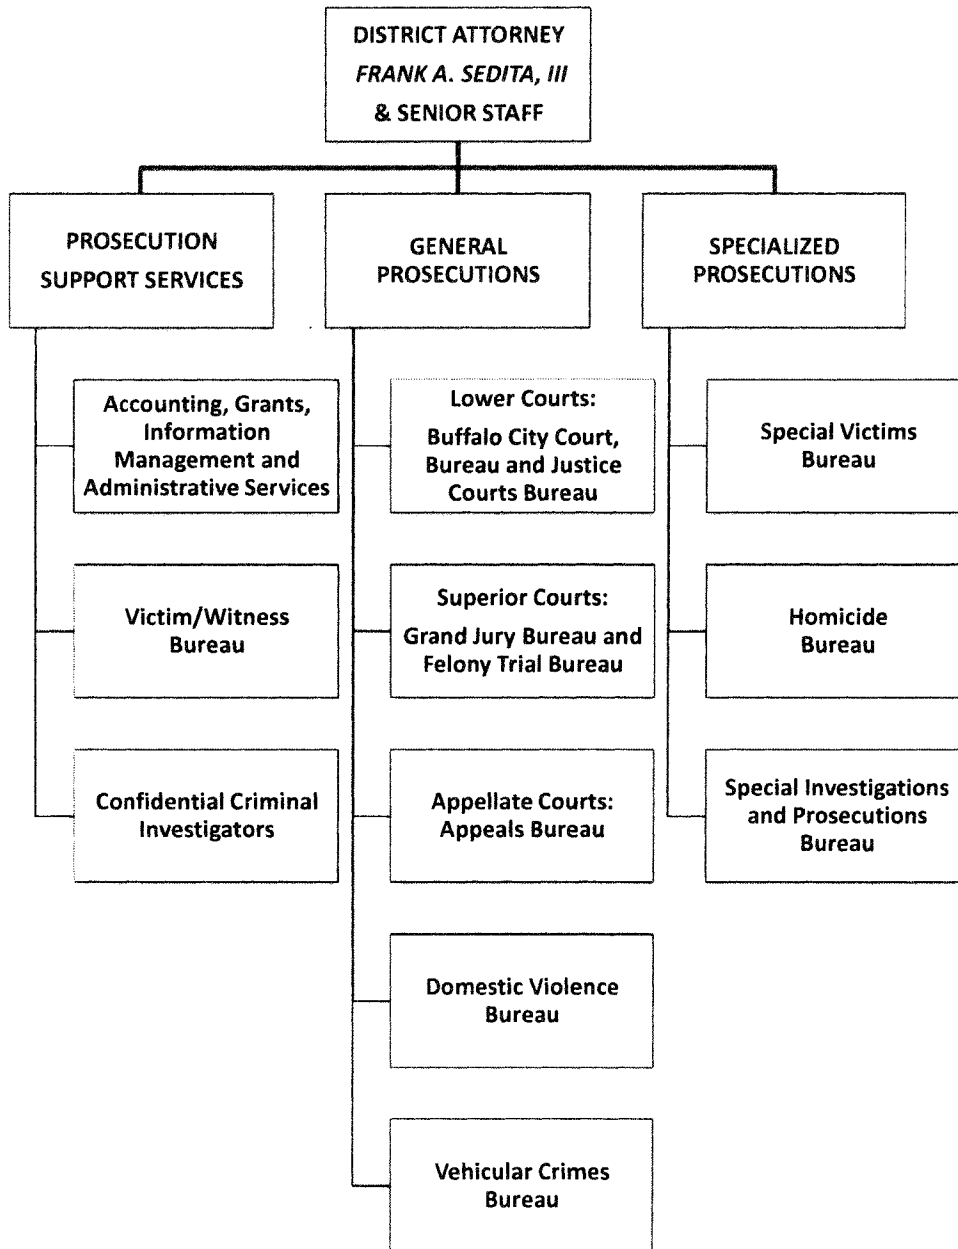 DISTRICT ATTORNEY
FRANK A. SEDITA, III
& SENIOR STAFF
PROSECUTION
SUPPORT SERVICES
GENERAL
PROSECUTIONS
SPECIALIZED
PROSECUTIONS
Accounting, Grants,
Information
Management and
Administrative Services
Victim/Witness
Bureau
Confidential Criminal
Investigators
Lower Courts:
Buffalo City Court,
Bureau and Justice
Courts Bureau
Superior Courts:
Grand Jury Bureau and
Felony Trial Bureau
Appellate Courts:
Appeals Bureau
Domestic Violence
Bureau
Vehicular Crimes
Bureau
Special Victims
Bureau
Homicide
Bureau
Special Investigations
and Prosecutions
Bureau